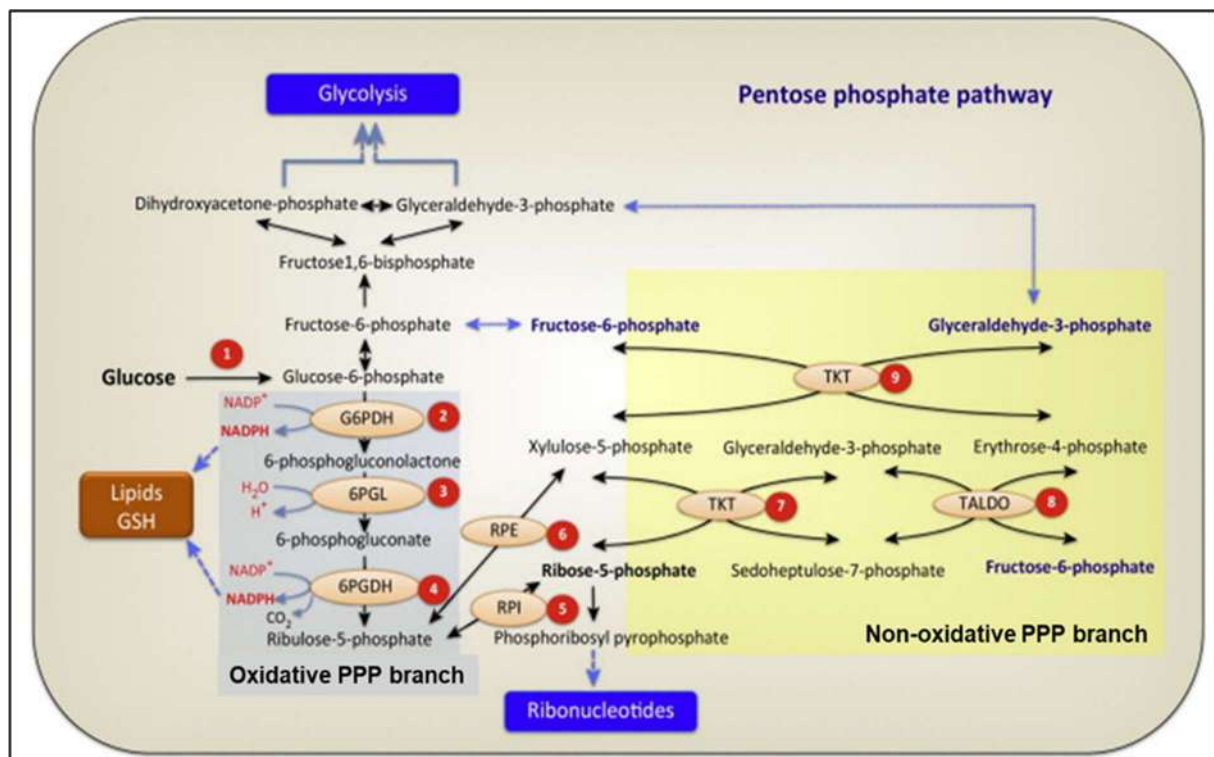 Glycolysis
Pentose phosphate pathway
Dihydroxyacetone-phosphate
Glyceraldehyde-3-phosphate
Fructose1,6-bisphosphate
Fructose-6-phosphate
Fructose-6-phosphate
Glyceraldehyde-3-phosphate
1
Glucose
Glucose-6-phosphate
TKT
9
NADP+
NADPH
G6PDH
2
6-phosphogluconolactone
Xylulose-5-phosphate
Glyceraldehyde-3-phosphate
Erythrose-4-phosphate
Lipids
GSH
H2O
H+
6PGL
3
TKT
7
TALDO
8
RPE
6
6-phosphogluconate
Ribose-5-phosphate
Sedoheptulose-7-phosphate
Fructose-6-phosphate
NADP+
NADPH
CO2
6PGDH
4
RPI
5
Ribulose-5-phosphate
Phosphoribosyl pyrophosphate
Non-oxidative PPP branch
Oxidative PPP branch
Ribonucleotides